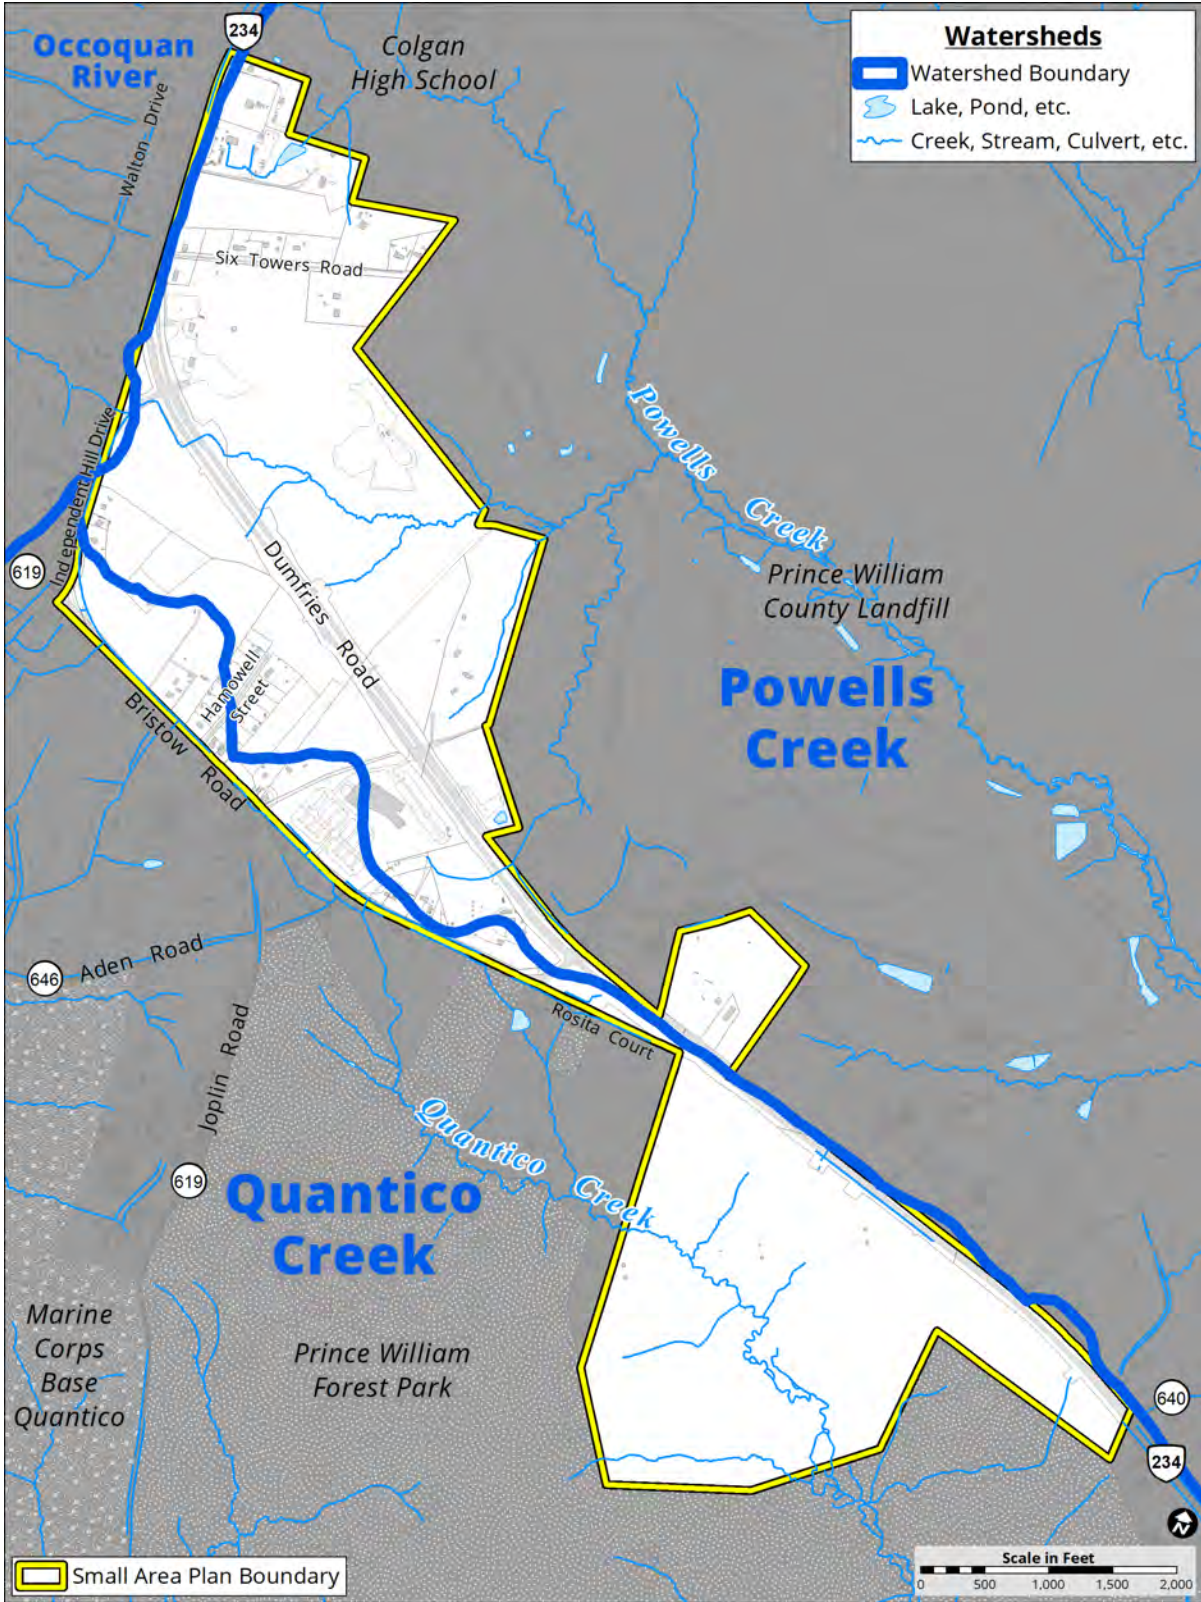 234
Occoquan
River
Colgan
High School
Watersheds
Watershed Boundary
Lake, Pond, etc.
Creek, Stream, Culvert, etc.
Walton Drive
Six Towers Road
Independent Hill Drive
619
Powells Creek
Dumfries Road
Prince William
County Landfill
Hamowell
Street
Powells
Creek
Bristow Road
Aden Road
646
Rosita Court
Joplin Road
Quantico Creek
619
Quantico
Creek
Marine
Corps
Base
Quantico
Prince William
Forest Park
640
234
N
Small Area Plan Boundary
Scale in Feet
0 500 1,000 1,500 2,000